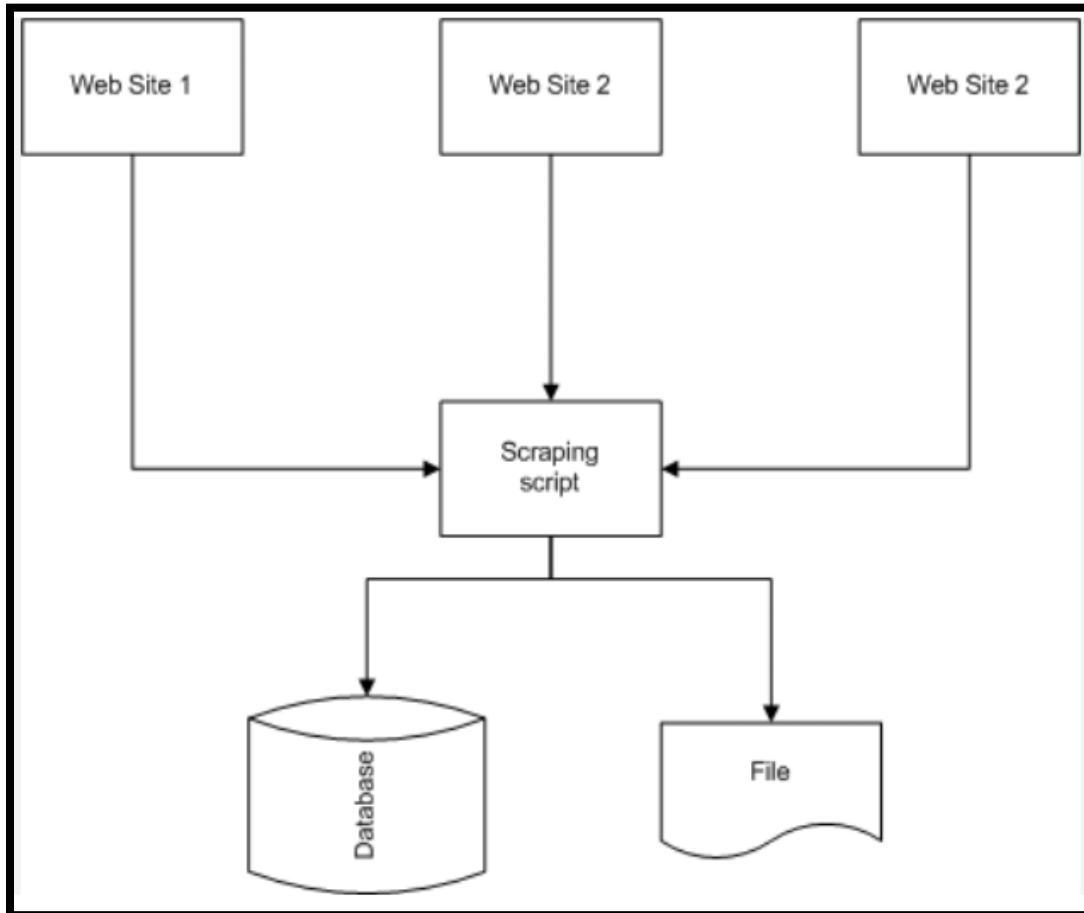 Web Site 1
Web Site 2
Web Site 2
Scraping
script
Database
File